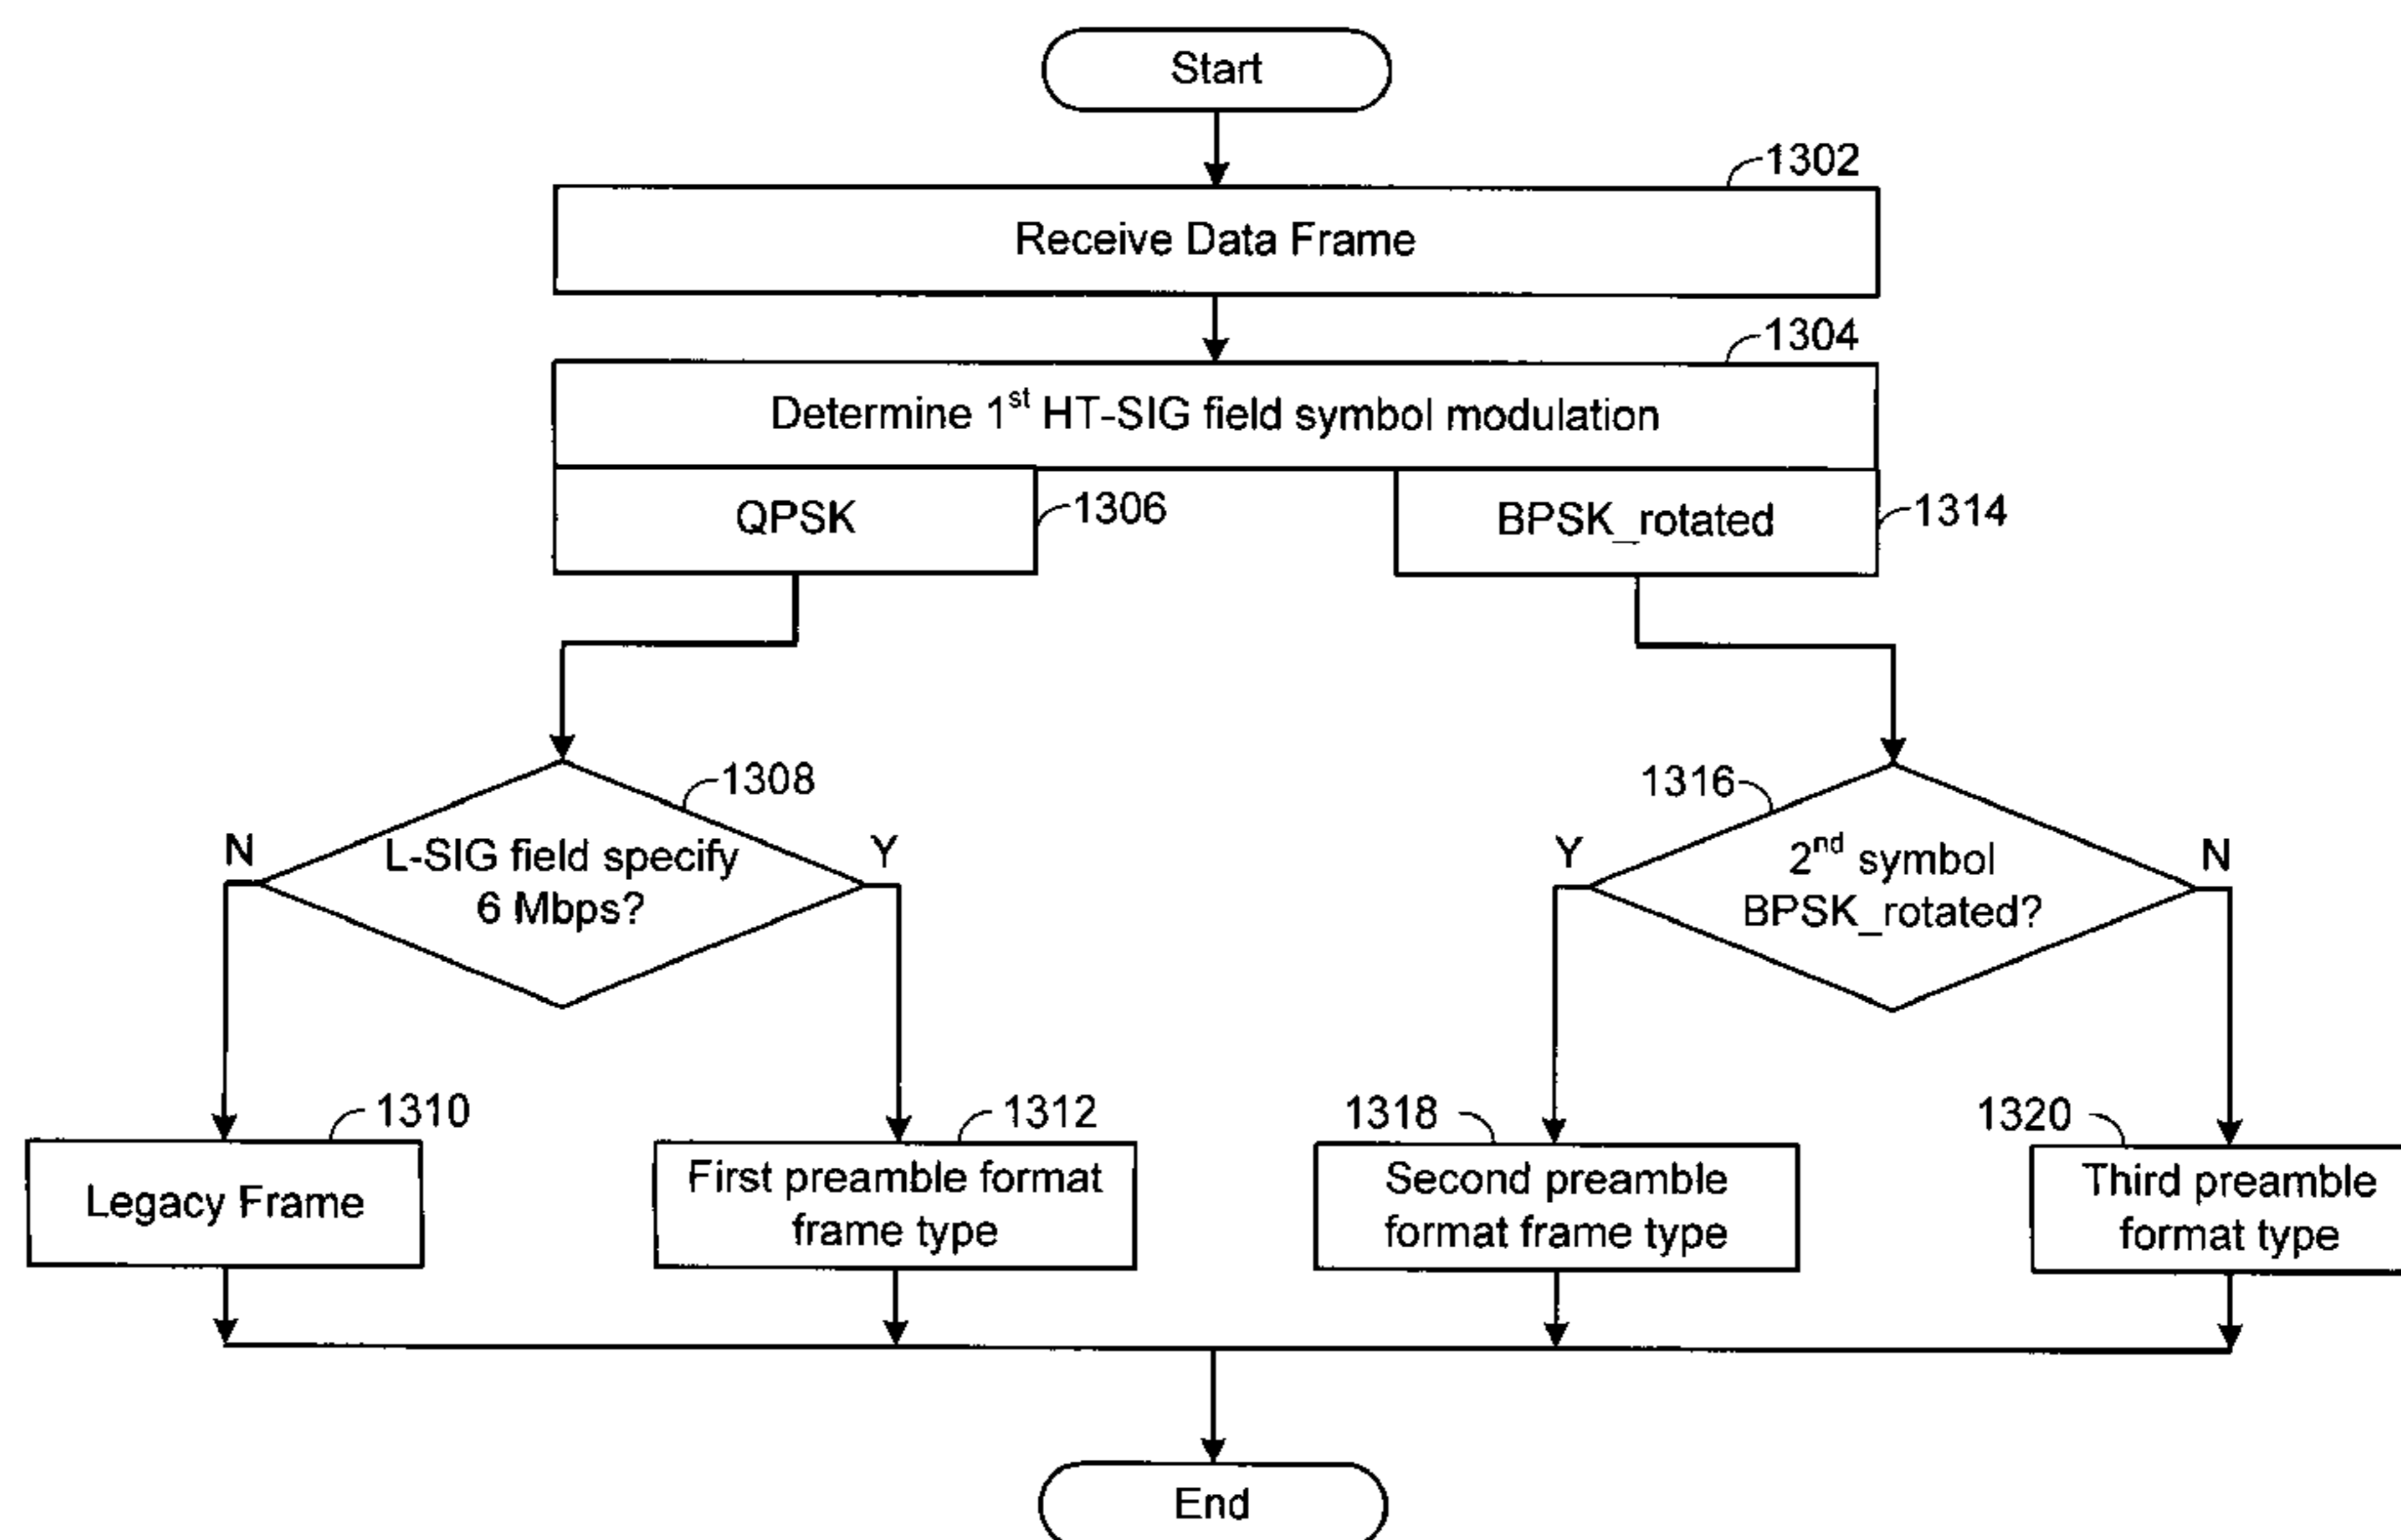 Start
1302
Receive Data Frame
1304
Determine 1st HT-SIG field symbol modulation
QPSK
1306
BPSK_rotated
1314
1308
L-SIG field specify
6 Mbps?
N
Y
1316
2nd symbol
BPSK_rotated?
Y
N
1310
Legacy Frame
1312
First preamble format
frame type
1318
Second preamble
format frame type
1320
Third preamble
format type
End